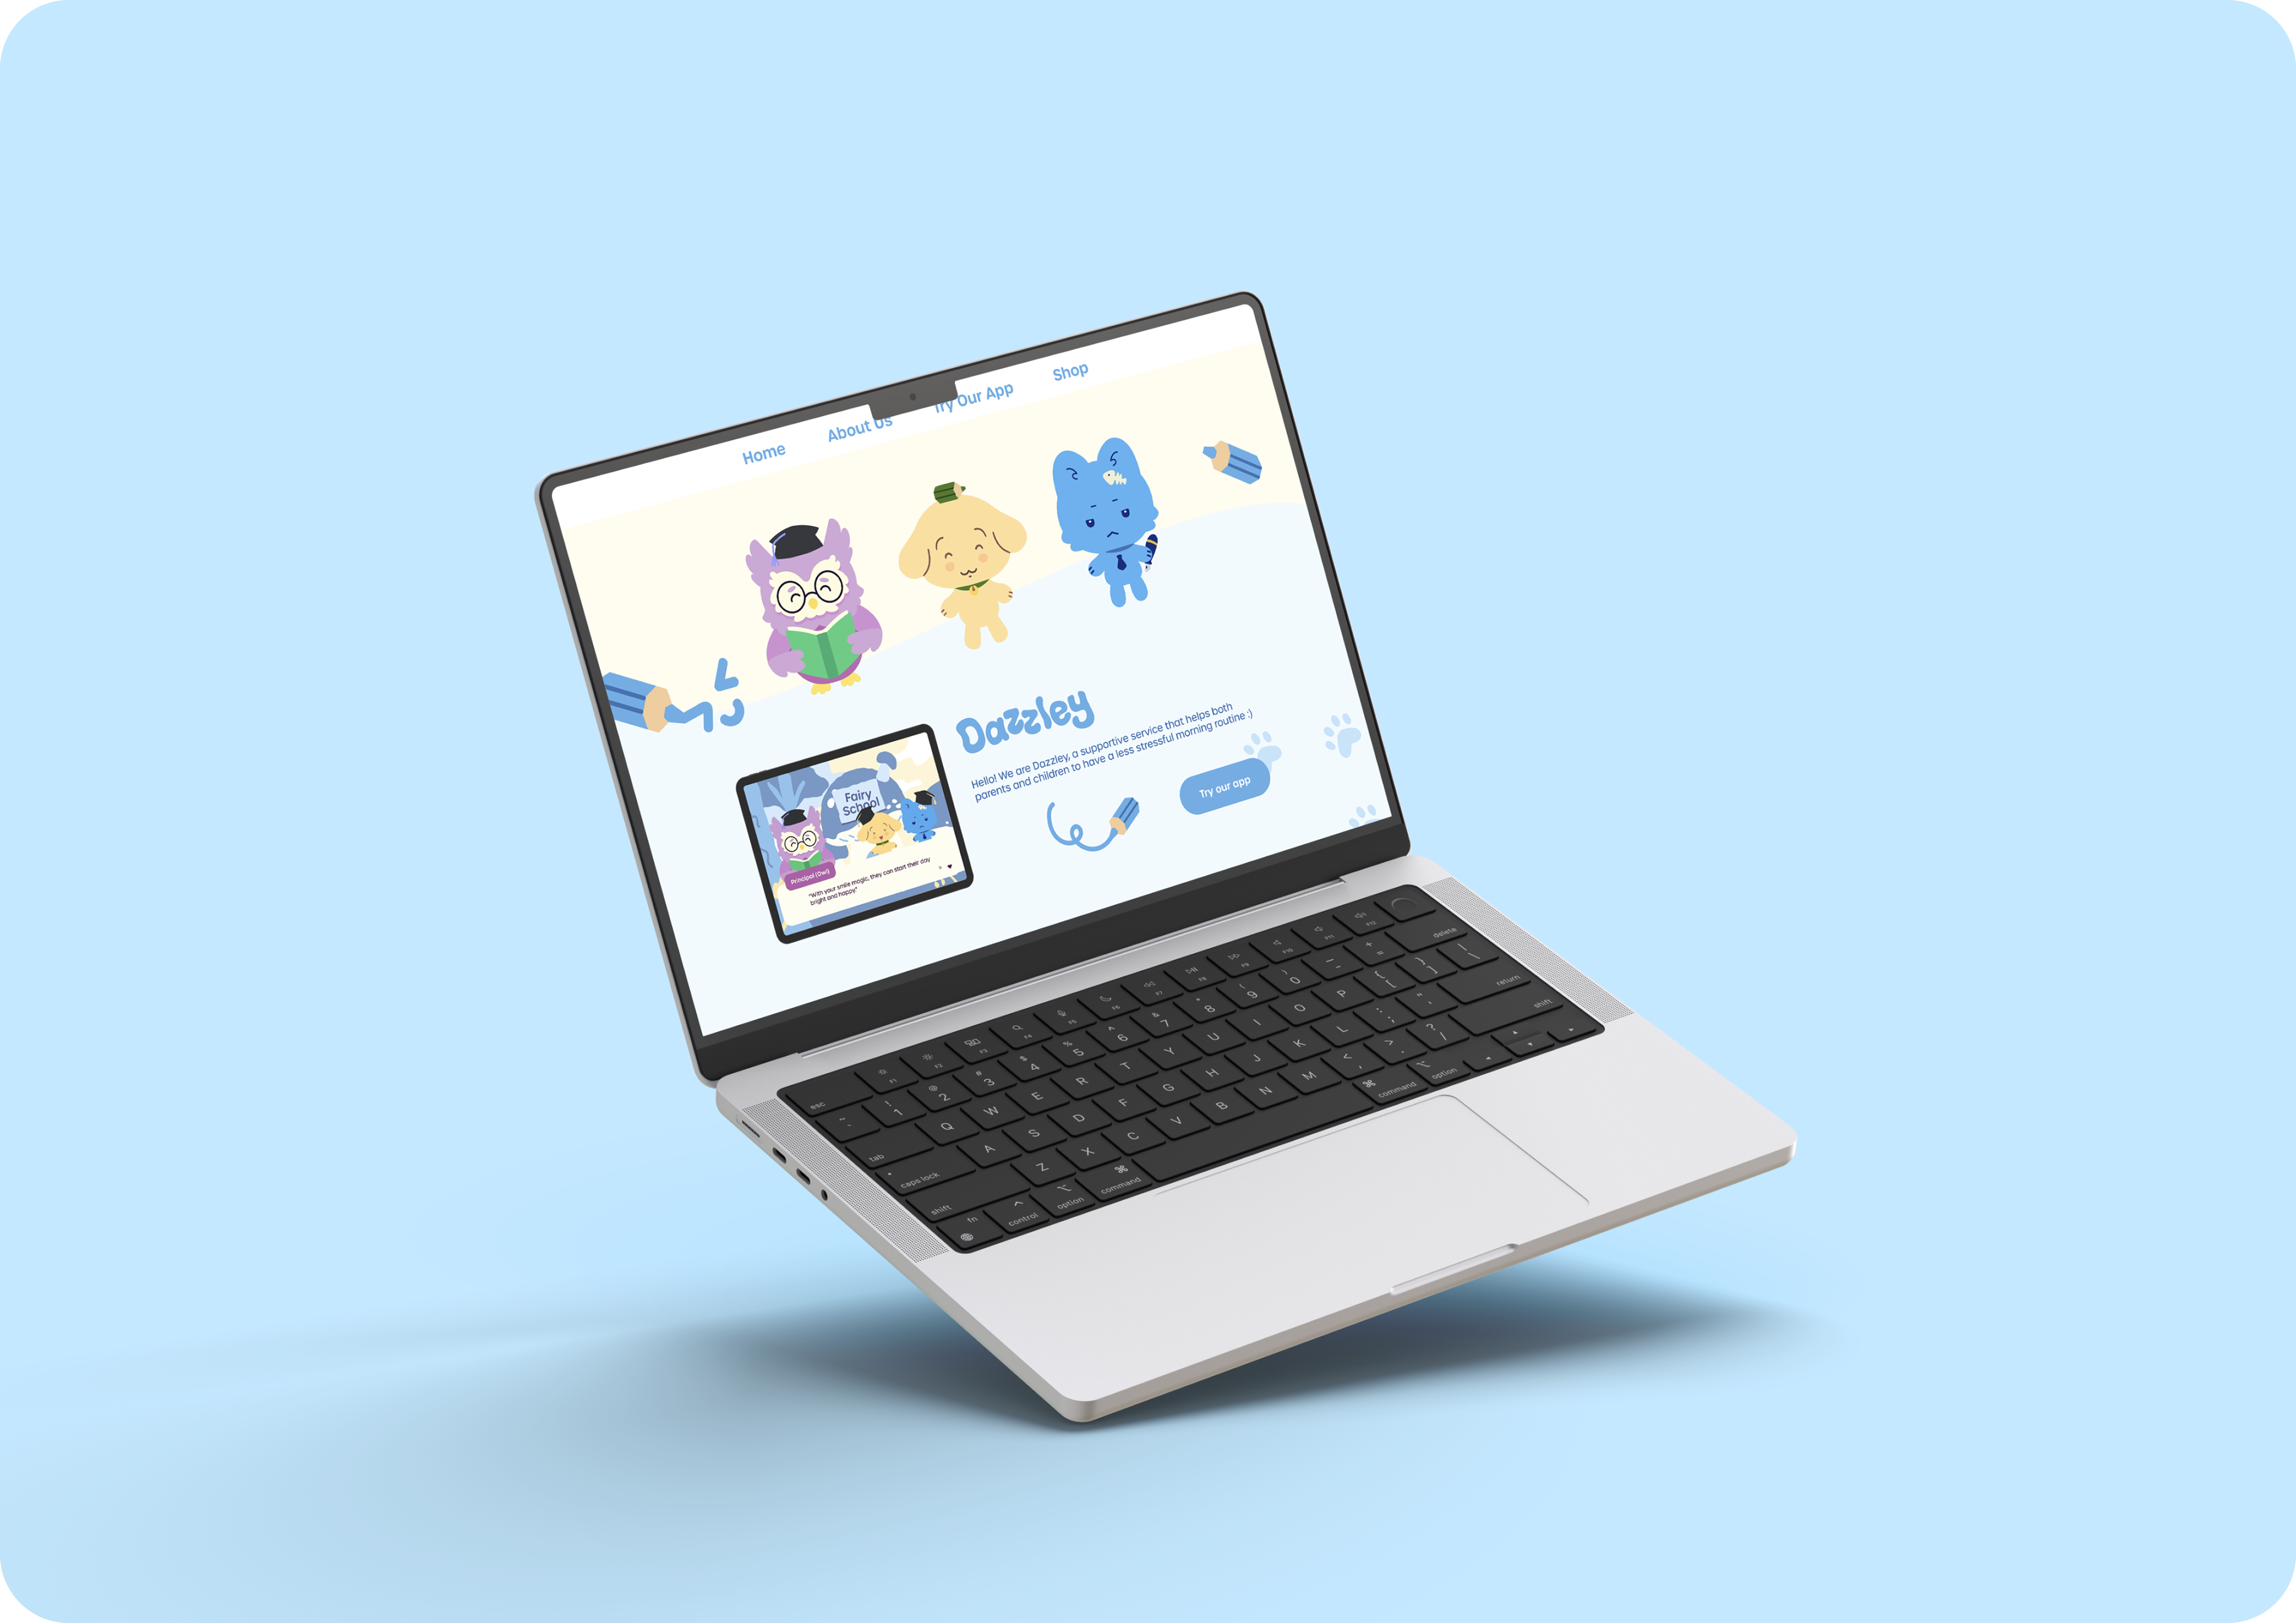 Home
About Us
Try Our App
Shop
Dazzley
Hello! We are Dazzley, a supportive service that helps both
parents and children to have a less stressful morning routine :)
Try our app
Fairy
School
Principal (Owl)
"With your smile magic, they can start their day
bright and happy"
esc F1 F2 F3 F4 F5 F6 F7 F8 F9 F10 F11 F12
~ ` ! 1 @ 2 # 3 $ 4 % 5 ^ 6 & 7 * 8 ( 9 ) 0 _ - + = delete
tab Q W E R T Y U I O P { [ } ] | \
caps lock A S D F G H J K L : ; " ' return
shift Z X C V B N M < , > . ? / shift
fn control option command command option